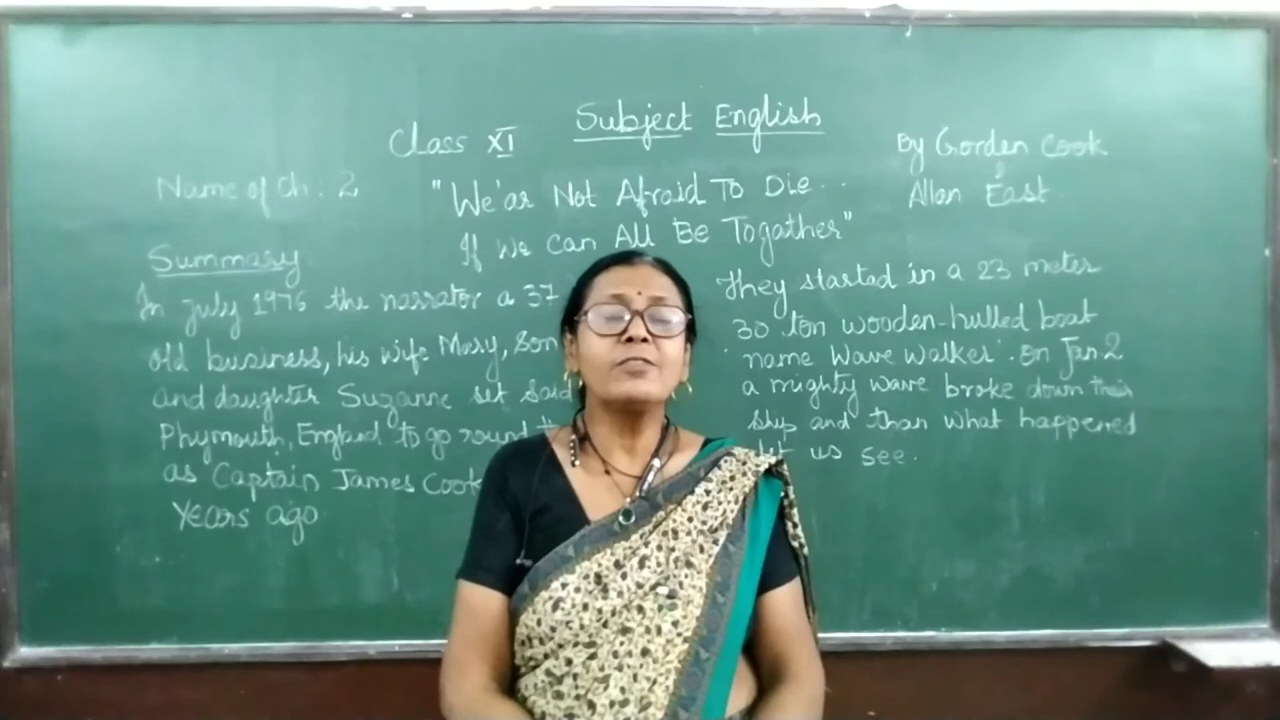 Subject English
Class XI
By Gorden Cook
&
Allan East
Name of Ch: 2
"We'as Not Afraid To Die...
If we can All Be Togather"
Summary
In july 1976 the narrator a 37
old business, his wife Mary, Son
and daughter Suzanne set said
Phymouth, England to go round
as Captain James Cook
Years ago
They started in a 23 meter
30 ton wooden-hulled boat
'name Wave Walker'. On Jan 2
a mighty wave broke down their
ship and than what happened
let us see.